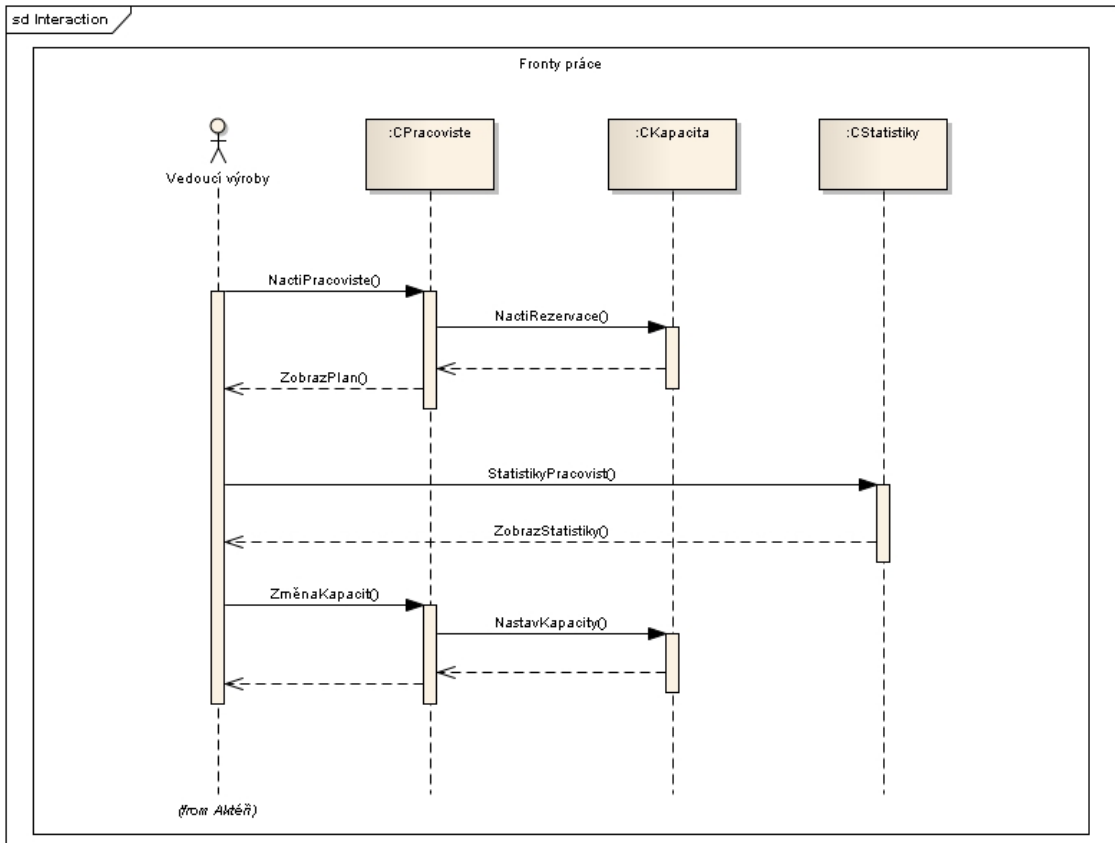 sd Interaction
Fronty práce
:CPracoviste
:CKapacita
:CStatistiky
Vedoucí výroby
NactiPracoviste()
NactiRezervace()
ZobrazPlan()
StatistikyPracovist()
ZobrazStatistiky()
ZměnaKapacit()
NastavKapacity()
(from Aktéři)